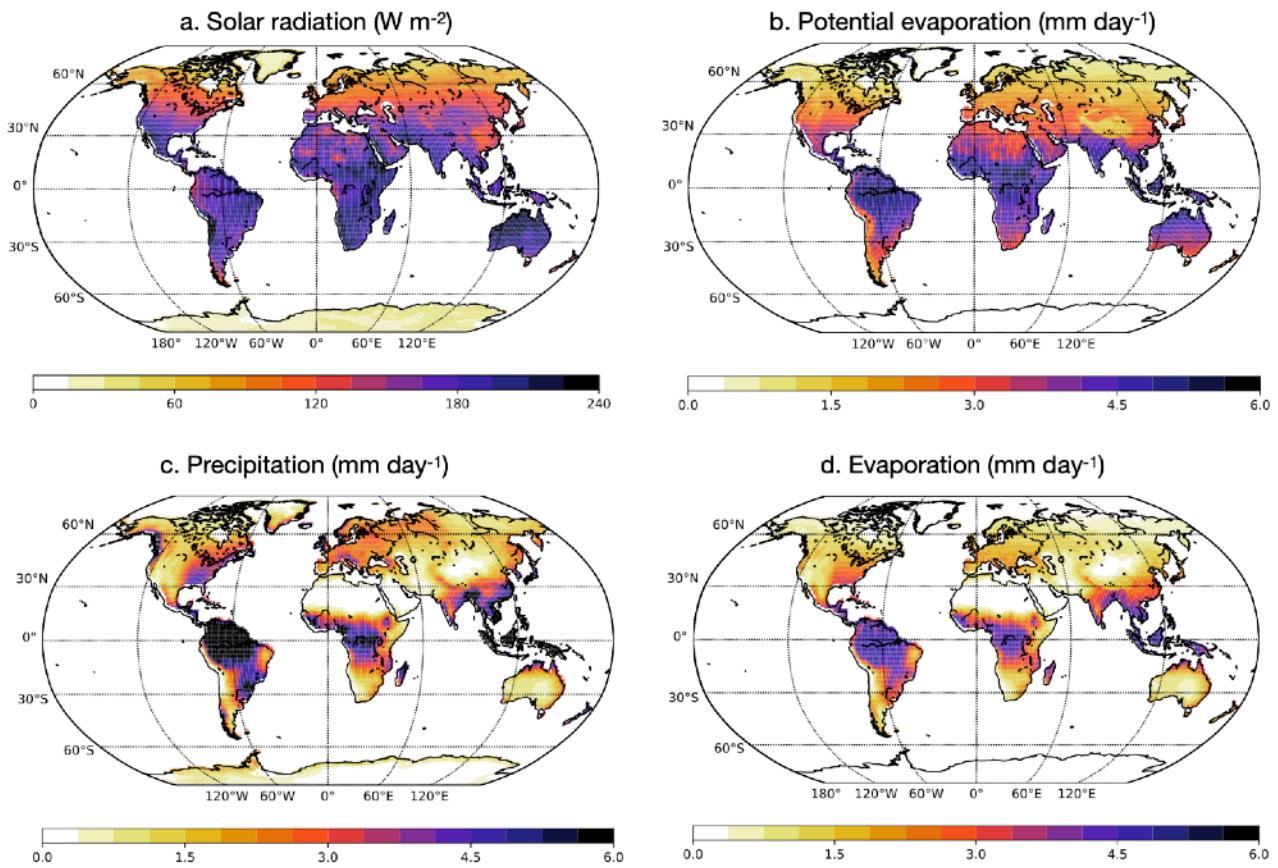 a. Solar radiation (W m⁻²)
60°N
30°N
0°
30°S
60°S
180° 120°W 60°W 0° 60°E 120°E
0 60 120 180 240
b. Potential evaporation (mm day⁻¹)
60°N
30°N
0°
30°S
60°S
180° 120°W 60°W 0° 60°E 120°E
0.0 1.5 3.0 4.5 6.0
c. Precipitation (mm day⁻¹)
60°N
30°N
0°
30°S
60°S
120°W 60°W 0° 60°E 120°E
0.0 1.5 3.0 4.5 6.0
d. Evaporation (mm day⁻¹)
60°N
30°N
0°
30°S
60°S
180° 120°W 60°W 0° 60°E 120°E
0.0 1.5 3.0 4.5 6.0